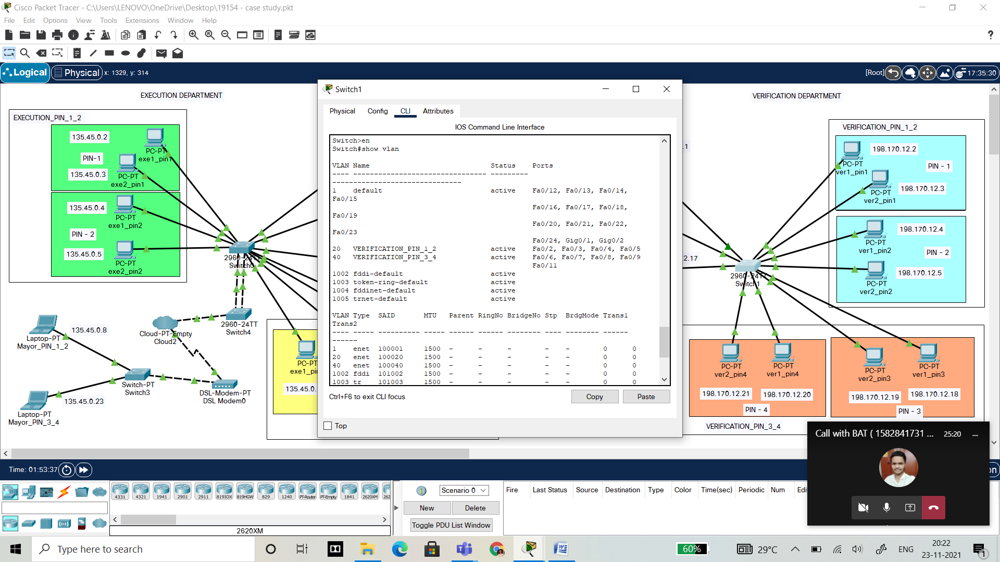 Cisco Packet Tracer - C:\Users\LENOVO\OneDrive\Desktop\19154 - case study.pkt
File Edit Options View Tools Extensions Window Help
Logical Physical x: 1329, y: 314
[Root] 17:35:30
EXECUTION DEPARTMENT
EXECUTION_PIN_1_2
135.45.0.2
PC-PT
exe1_pin1
PIN-1
135.45.0.3
PC-PT
exe2_pin1
135.45.0.4
PC-PT
exe1_pin2
PIN - 2
135.45.0.5
PC-PT
exe2_pin2
2960-24TT
Switch0
2960-24TT
Switch4
Cloud-PT-Empty
Cloud2
135.45.0.8
Laptop-PT
Mayor_PIN_1_2
Switch-PT
Switch3
DSL-Modem-PT
DSL Modem0
135.45.0.23
Laptop-PT
Mayor_PIN_3_4
PC-PT
exe1_pin
135.45.0.
Switch1
Physical Config CLI Attributes
IOS Command Line Interface
Switch>en
Switch#show vlan
VLAN Name Status Ports
---- -------------------------------- ---------
-------------------------------
1 default active Fa0/12, Fa0/13, Fa0/14,
Fa0/15
Fa0/16, Fa0/17, Fa0/18,
Fa0/19
Fa0/20, Fa0/21, Fa0/22,
Fa0/23
Fa0/24, Gig0/1, Gig0/2
20 VERIFICATION_PIN_1_2 active Fa0/2, Fa0/3, Fa0/4, Fa0/5
40 VERIFICATION_PIN_3_4 active Fa0/6, Fa0/7, Fa0/8, Fa0/9
Fa0/11
1002 fddi-default active
1003 token-ring-default active
1004 fddinet-default active
1005 trnet-default active
VLAN Type SAID MTU Parent RingNo BridgeNo Stp BrdgMode Trans1
Trans2
---- ----- ---------- ----- ------ ------ -------- ---- -------- ------
------
1 enet 100001 1500 - - - - - 0 0
20 enet 100020 1500 - - - - - 0 0
40 enet 100040 1500 - - - - - 0 0
1002 fddi 101002 1500 - - - - - 0 0
1003 tr 101003 1500 - - - - - 0 0
Ctrl+F6 to exit CLI focus
Copy Paste
Top
.1
2.17
VERIFICATION DEPARTMENT
VERIFICATION_PIN_1_2
198.170.12.2
PC-PT
ver1_pin1
PIN - 1
198.170.12.3
PC-PT
ver2_pin1
198.170.12.4
PC-PT
ver1_pin2
PIN - 2
198.170.12.5
PC-PT
ver2_pin2
2960-24TT
Switch1
PC-PT
ver2_pin4
PC-PT
ver1_pin4
198.170.12.21
198.170.12.20
PIN - 4
PC-PT
ver2_pin3
PC-PT
ver1_pin3
198.170.12.19
198.170.12.18
PIN - 3
VERIFICATION_PIN_3_4
Call with BAT ( 1582841731 ... 25:20
Time: 01:53:37
on
4331 4321 1941 2901 2911 819IOX 819HGW 829 1240 PT-Router PT-Empty 1841 2620XM 262
2620XM
Scenario 0
New Delete
Toggle PDU List Window
Fire Last Status Source Destination Type Color Time(sec) Periodic Num Edi
Type here to search
60%
29°C
ENG
20:22
23-11-2021
1